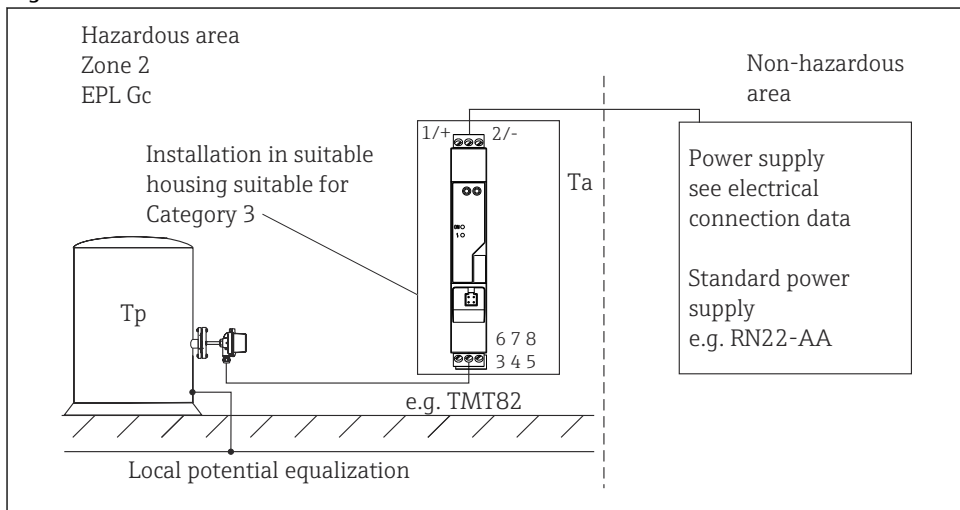 Hazardous area
Zone 2
EPL Gc
Non-hazardous
area
1/+ 2/-
Installation in suitable
housing suitable for
Category 3
Ta
Power supply
see electrical
connection data
Standard power
supply
e.g. RN22-AA
Tp
6 7 8
3 4 5
e.g. TMT82
Local potential equalization